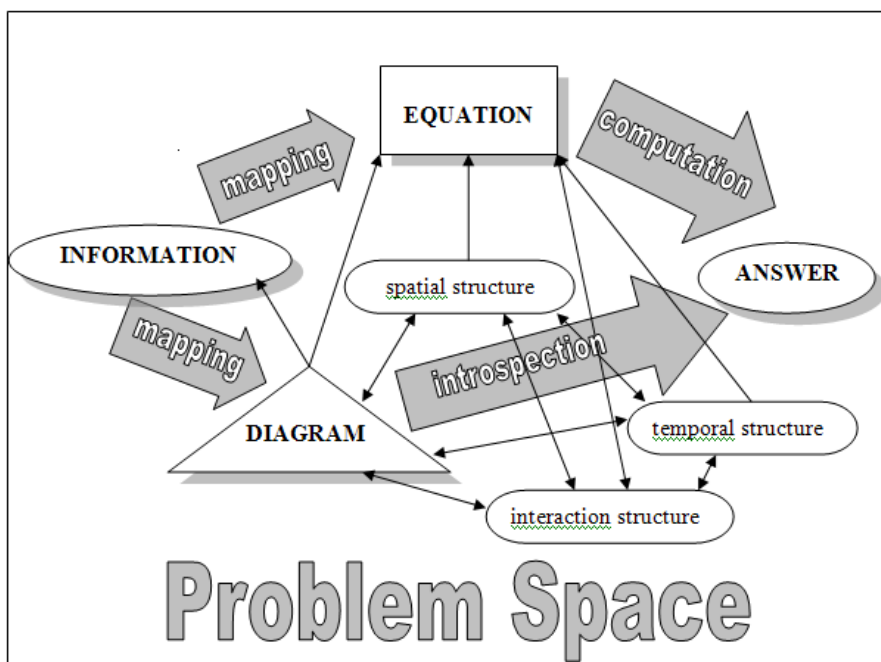 EQUATION
computation
mapping
INFORMATION
ANSWER
spatial structure
mapping
introspection
DIAGRAM
temporal structure
interaction structure
Problem Space